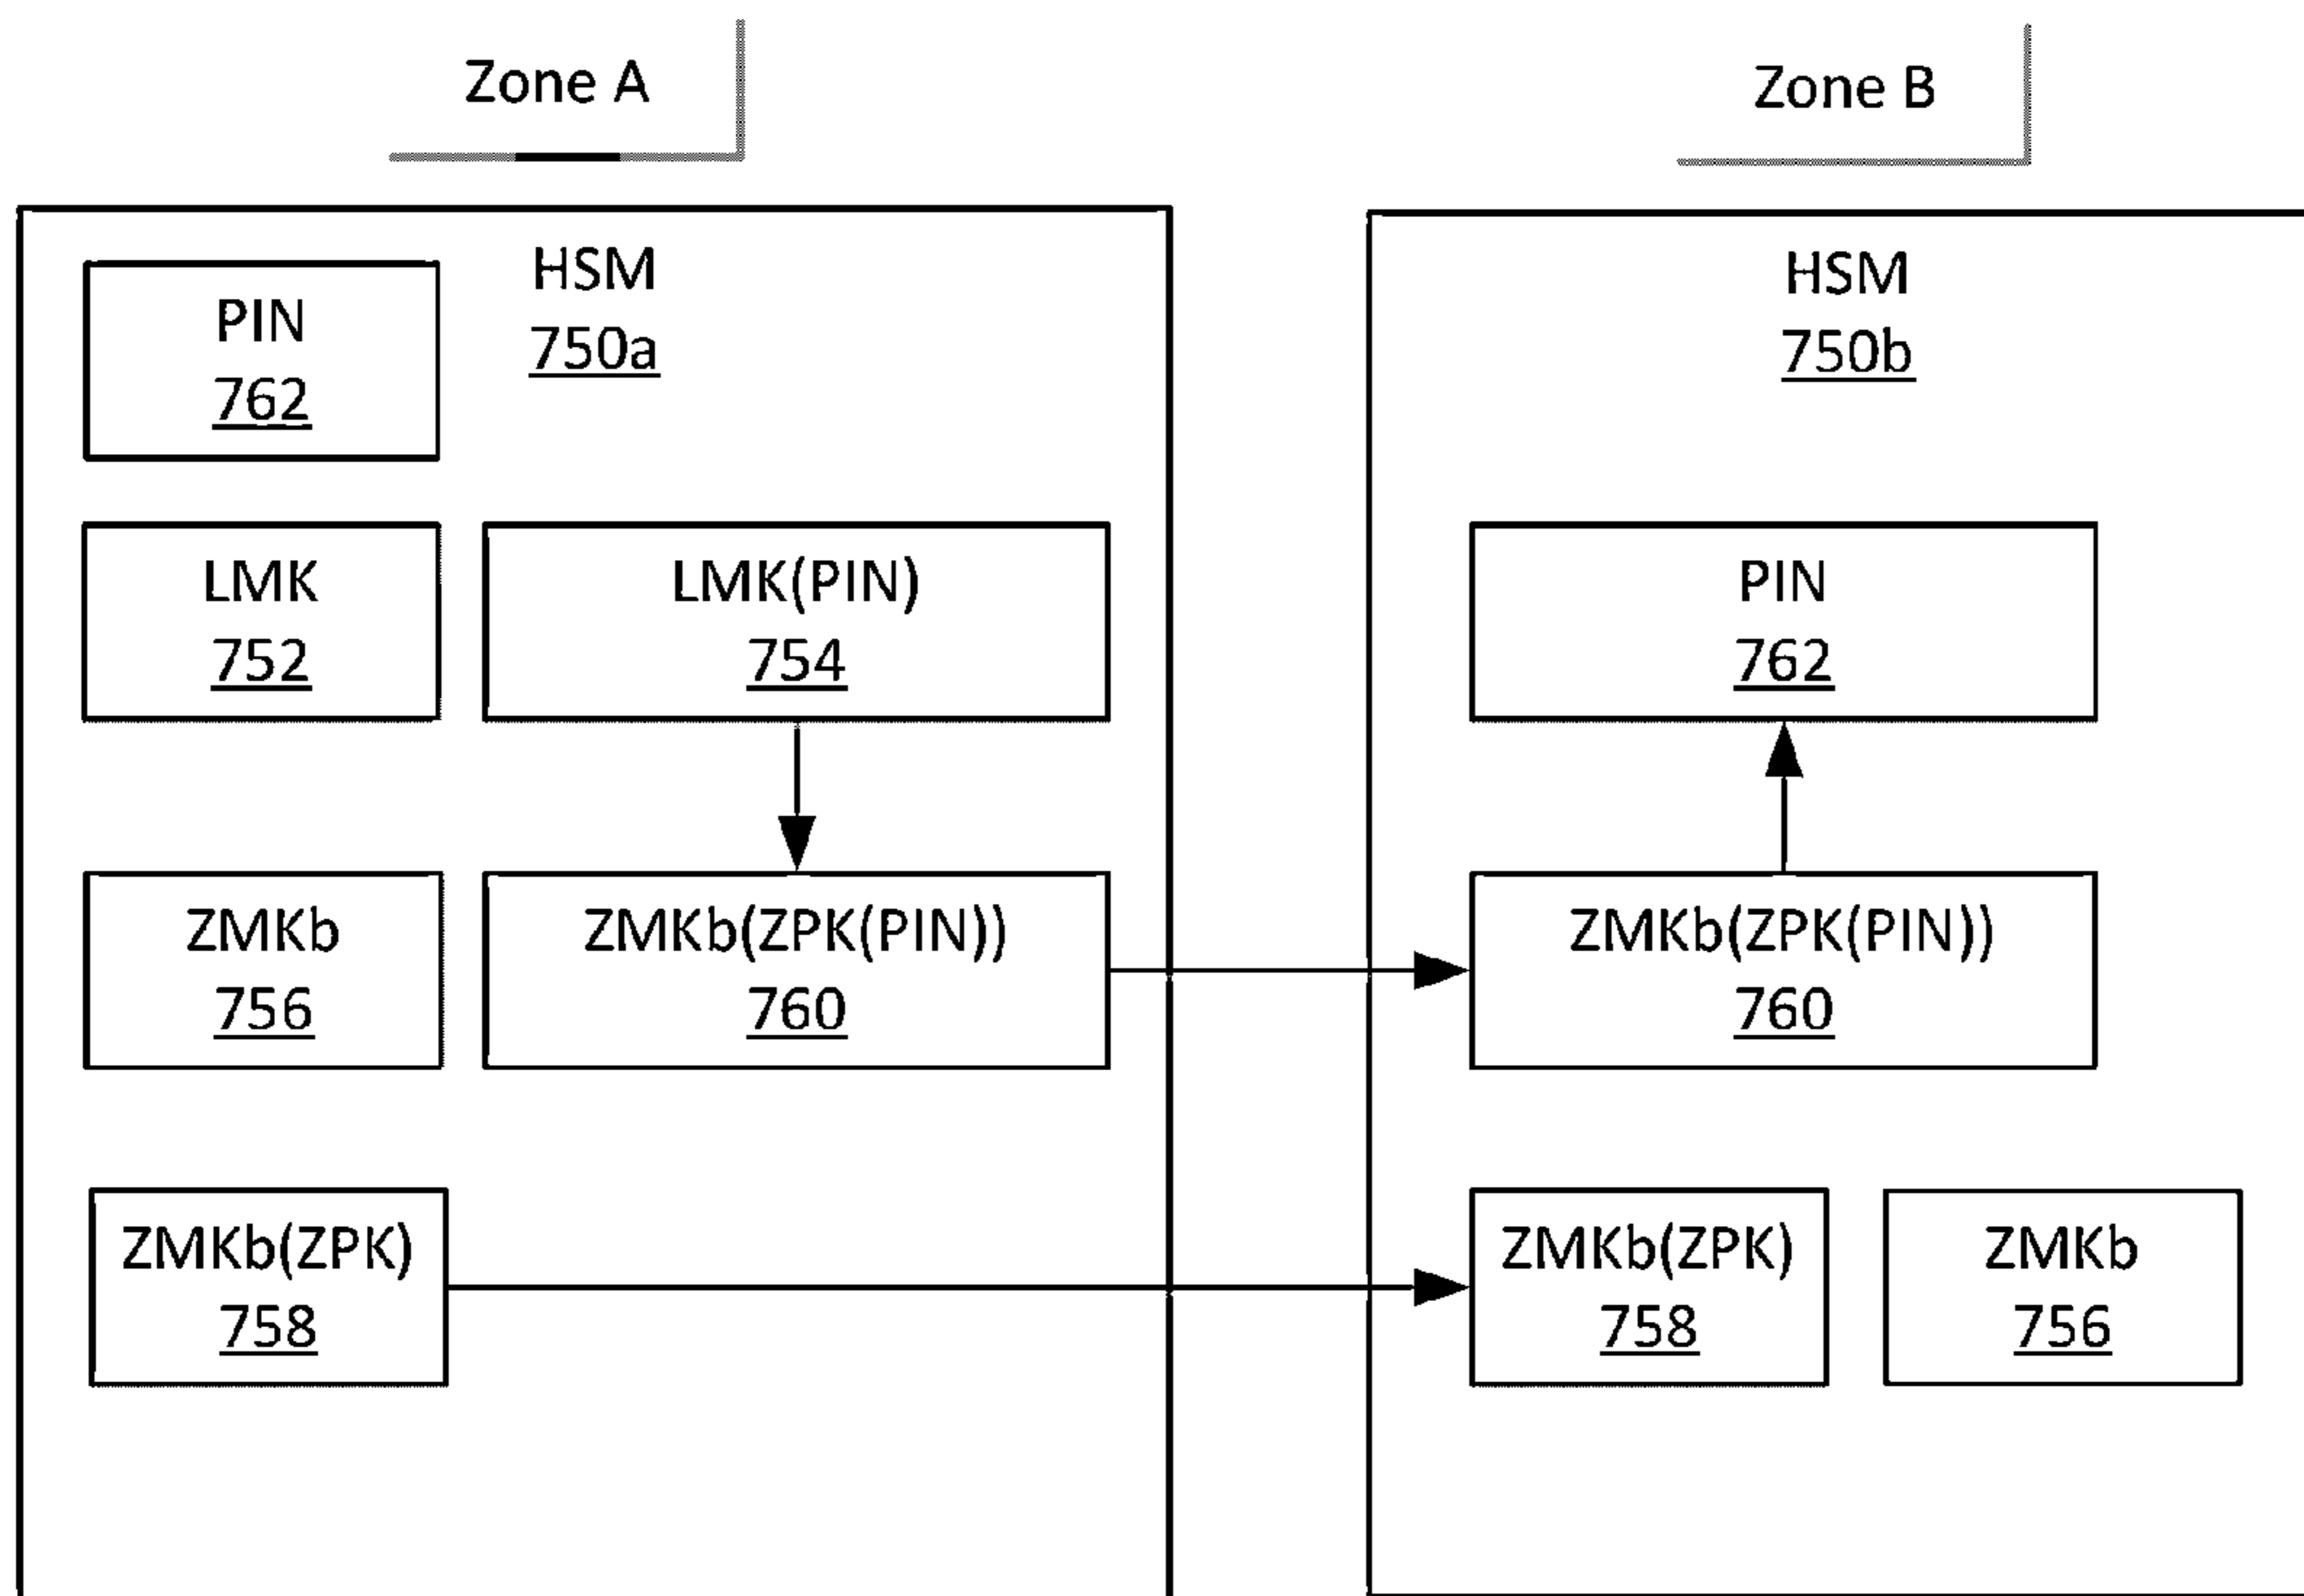 Zone A
Zone B
HSM
750a
PIN
762
LMK
752
LMK(PIN)
754
ZMKb
756
ZMKb(ZPK(PIN))
760
ZMKb(ZPK)
758
HSM
750b
PIN
762
ZMKb(ZPK(PIN))
760
ZMKb(ZPK)
758
ZMKb
756